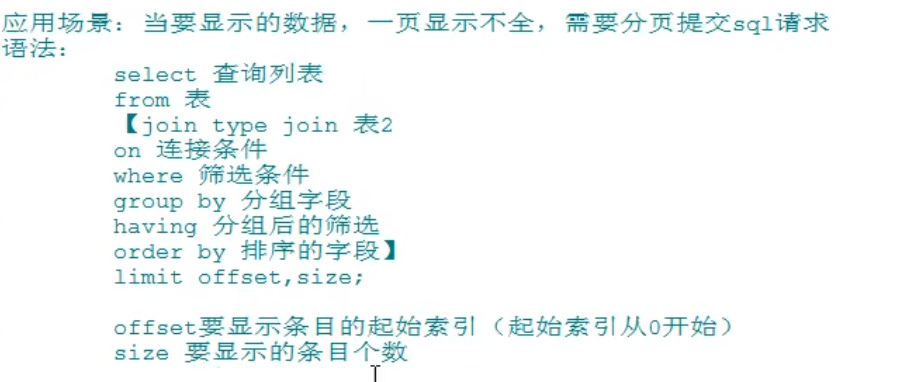 应用场景：当要显示的数据，一页显示不全，需要分页提交sql请求
语法：
select 查询列表
from 表
【join type join 表2
on 连接条件
where 筛选条件
group by 分组字段
having 分组后的筛选
order by 排序的字段】
limit offset,size;
offset要显示条目的起始索引（起始索引从0开始）
size 要显示的条目个数